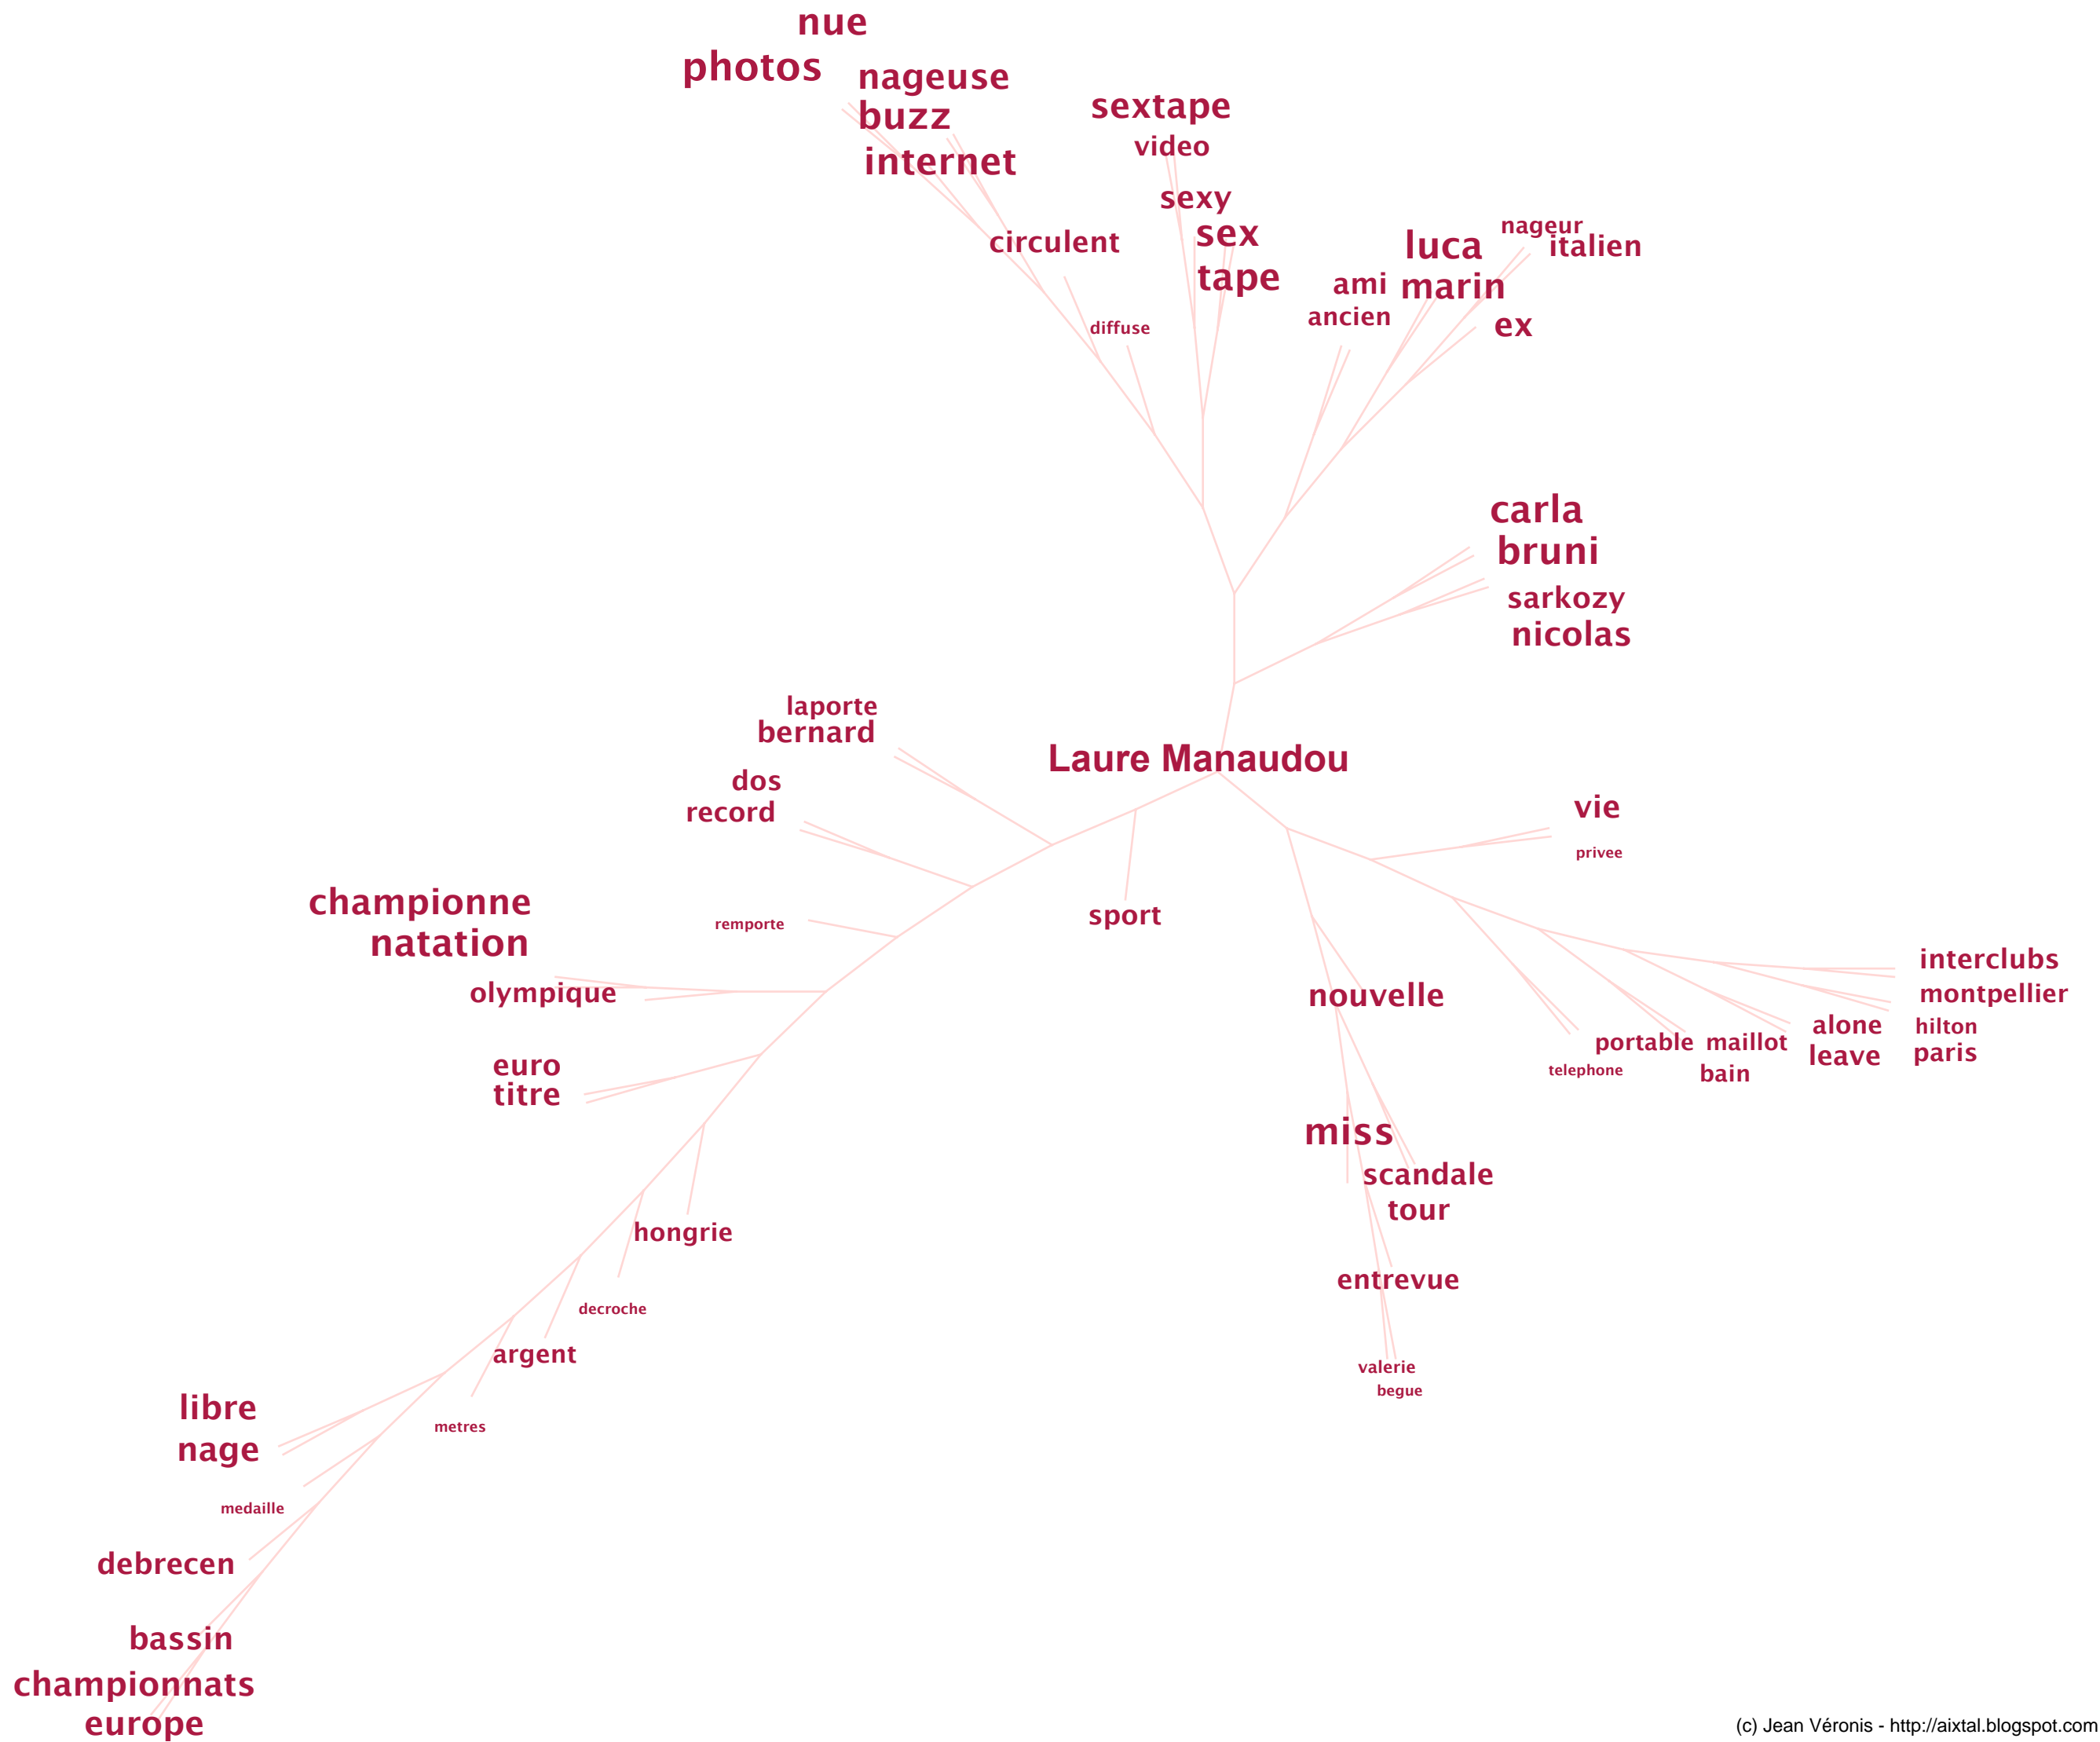 nue
photos
nageuse
buzz
internet
circulent
diffuse
sextape
video
sexy
sex
tape
ami
ancien
luca
marin
nageur
italien
ex
carla
bruni
sarkozy
nicolas
laporte
bernard
Laure Manaudou
dos
record
championne
natation
remporte
olympique
euro
titre
sport
vie
privee
nouvelle
interclubs
montpellier
hilton
paris
alone
leave
maillot
bain
portable
telephone
miss
scandale
tour
entrevue
valerie
begue
hongrie
decroche
argent
metres
libre
nage
medaille
debrecen
bassin
championnats
europe
(c) Jean Véronis - http://aixtal.blogspot.com